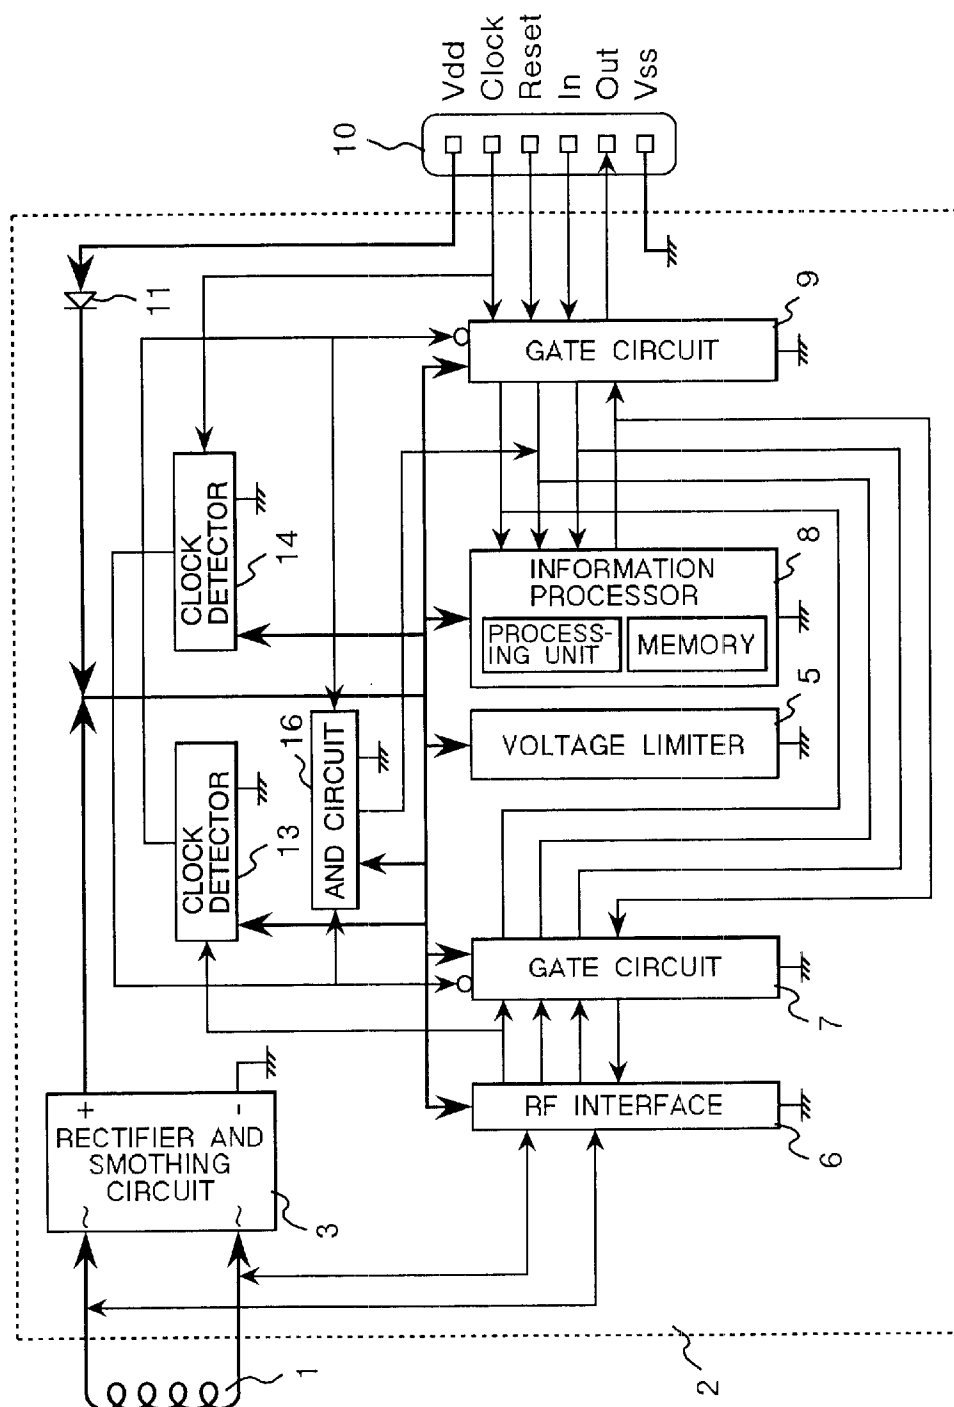 10
Vdd
Clock
Reset
In
Out
Vss
11
CLOCK
DETECTOR
14
GATE CIRCUIT
9
INFORMATION
PROCESSOR
PROCESS-
ING UNIT
MEMORY
8
VOLTAGE LIMITER
5
CLOCK
DETECTOR
13
AND CIRCUIT
16
GATE CIRCUIT
7
RF INTERFACE
6
+
-
RECTIFIER AND
SMOTHING
CIRCUIT
~
~
3
1
2